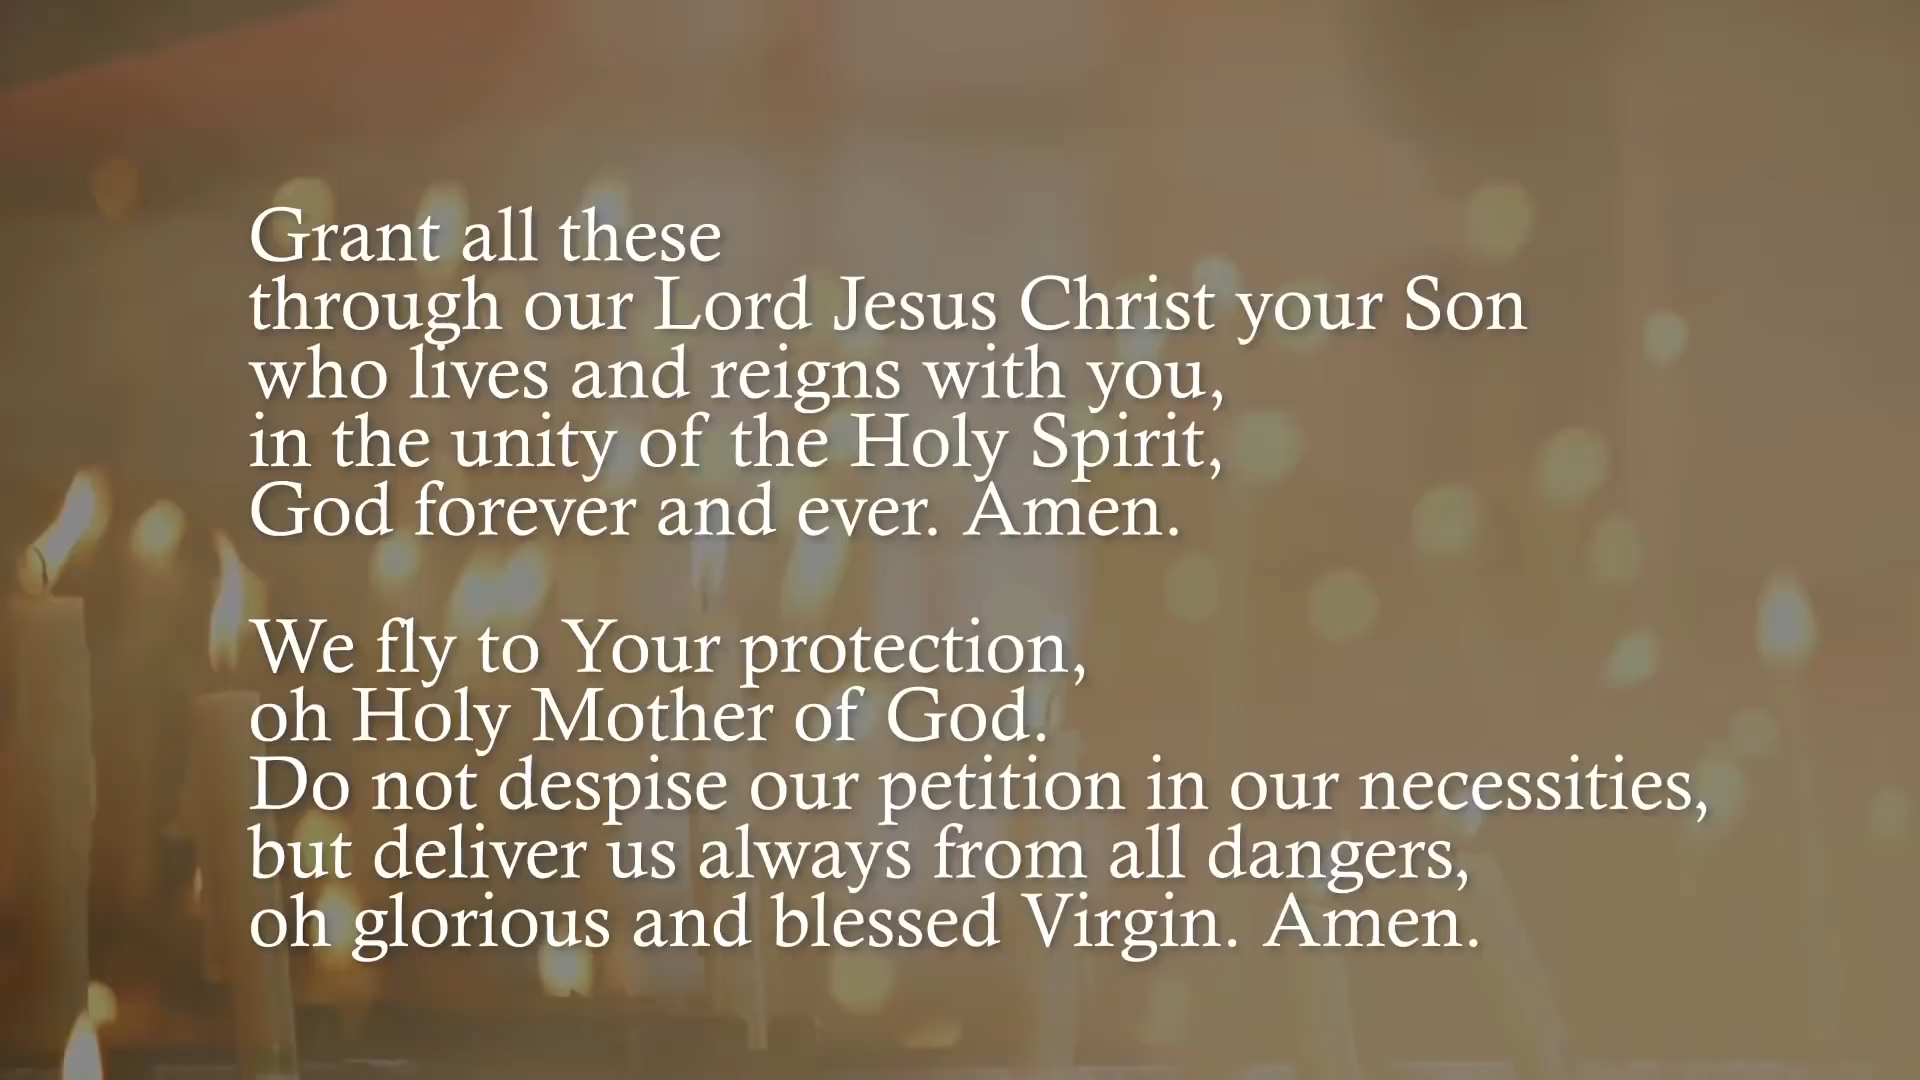 Grant all these
through our Lord Jesus Christ your Son
who lives and reigns with you,
in the unity of the Holy Spirit,
God forever and ever. Amen.
We fly to Your protection,
oh Holy Mother of God.
Do not despise our petition in our necessities,
but deliver us always from all dangers,
oh glorious and blessed Virgin. Amen.